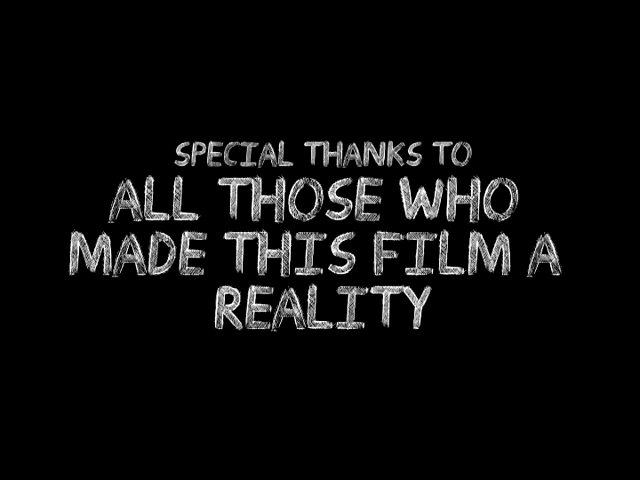 SPECIAL THANKS TO
ALL THOSE WHO
MADE THIS FILM A
REALITY